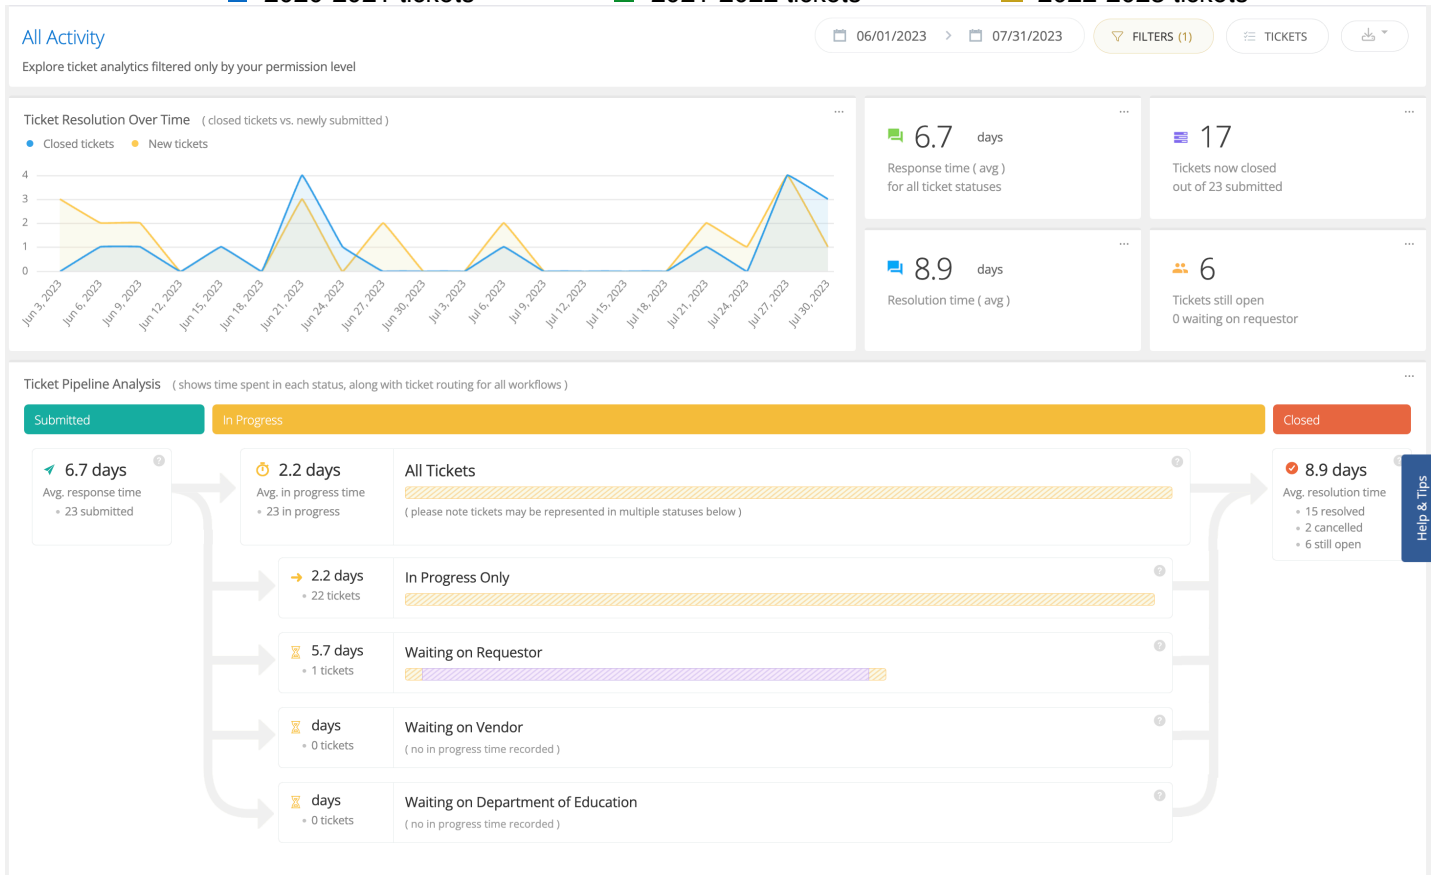 2020-2021 tickets 2021-2022 tickets 2022-2023 tickets
All Activity
06/01/2023 > 07/31/2023 FILTERS (1) TICKETS
Explore ticket analytics filtered only by your permission level
Ticket Resolution Over Time ( closed tickets vs. newly submitted )
Closed tickets New tickets
4
3
2
1
0
Jun 3, 2023
Jun 6, 2023
Jun 9, 2023
Jun 12, 2023
Jun 15, 2023
Jun 18, 2023
Jun 21, 2023
Jun 24, 2023
Jun 27, 2023
Jun 30, 2023
Jul 3, 2023
Jul 6, 2023
Jul 9, 2023
Jul 12, 2023
Jul 15, 2023
Jul 18, 2023
Jul 21, 2023
Jul 24, 2023
Jul 27, 2023
Jul 30, 2023
6.7 days
Response time ( avg )
for all ticket statuses
17
Tickets now closed
out of 23 submitted
8.9 days
Resolution time ( avg )
6
Tickets still open
0 waiting on requestor
Ticket Pipeline Analysis ( shows time spent in each status, along with ticket routing for all workflows )
Submitted
In Progress
Closed
6.7 days
Avg. response time
23 submitted
2.2 days
Avg. in progress time
23 in progress
All Tickets
( please note tickets may be represented in multiple statuses below )
8.9 days
Avg. resolution time
15 resolved
2 cancelled
6 still open
Help & Tips
2.2 days
22 tickets
In Progress Only
5.7 days
1 tickets
Waiting on Requestor
days
0 tickets
Waiting on Vendor
( no in progress time recorded )
days
0 tickets
Waiting on Department of Education
( no in progress time recorded )